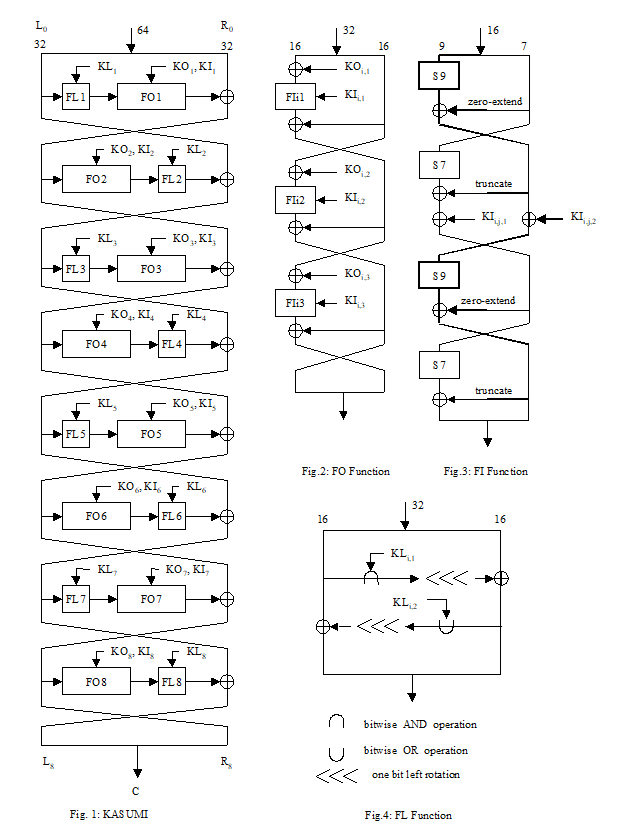 L0 64 R0
32 32
KL1 KO1, KI1
FL1 FO1
KO2, KI2 KL2
FO2 FL2
KL3 KO3, KI3
FL3 FO3
KO4, KI4 KL4
FO4 FL4
KL5 KO5, KI5
FL5 FO5
KO6, KI6 KL6
FO6 FL6
KL7 KO7, KI7
FL7 FO7
KO8, KI8 KL8
FO8 FL8
L8 R8
C
Fig. 1: KASUMI
32
16 16
KOi,1
FIi1 KIi,1
KOi,2
FIi2 KIi,2
KOi,3
FIi3 KIi,3
Fig.2: FO Function
16
9 7
S9
zero-extend
S7
truncate
KIi,j,1 KIi,j,2
S9
zero-extend
S7
truncate
Fig.3: FI Function
32
16 16
KLi,1
KLi,2
bitwise AND operation
bitwise OR operation
one bit left rotation
Fig.4: FL Function